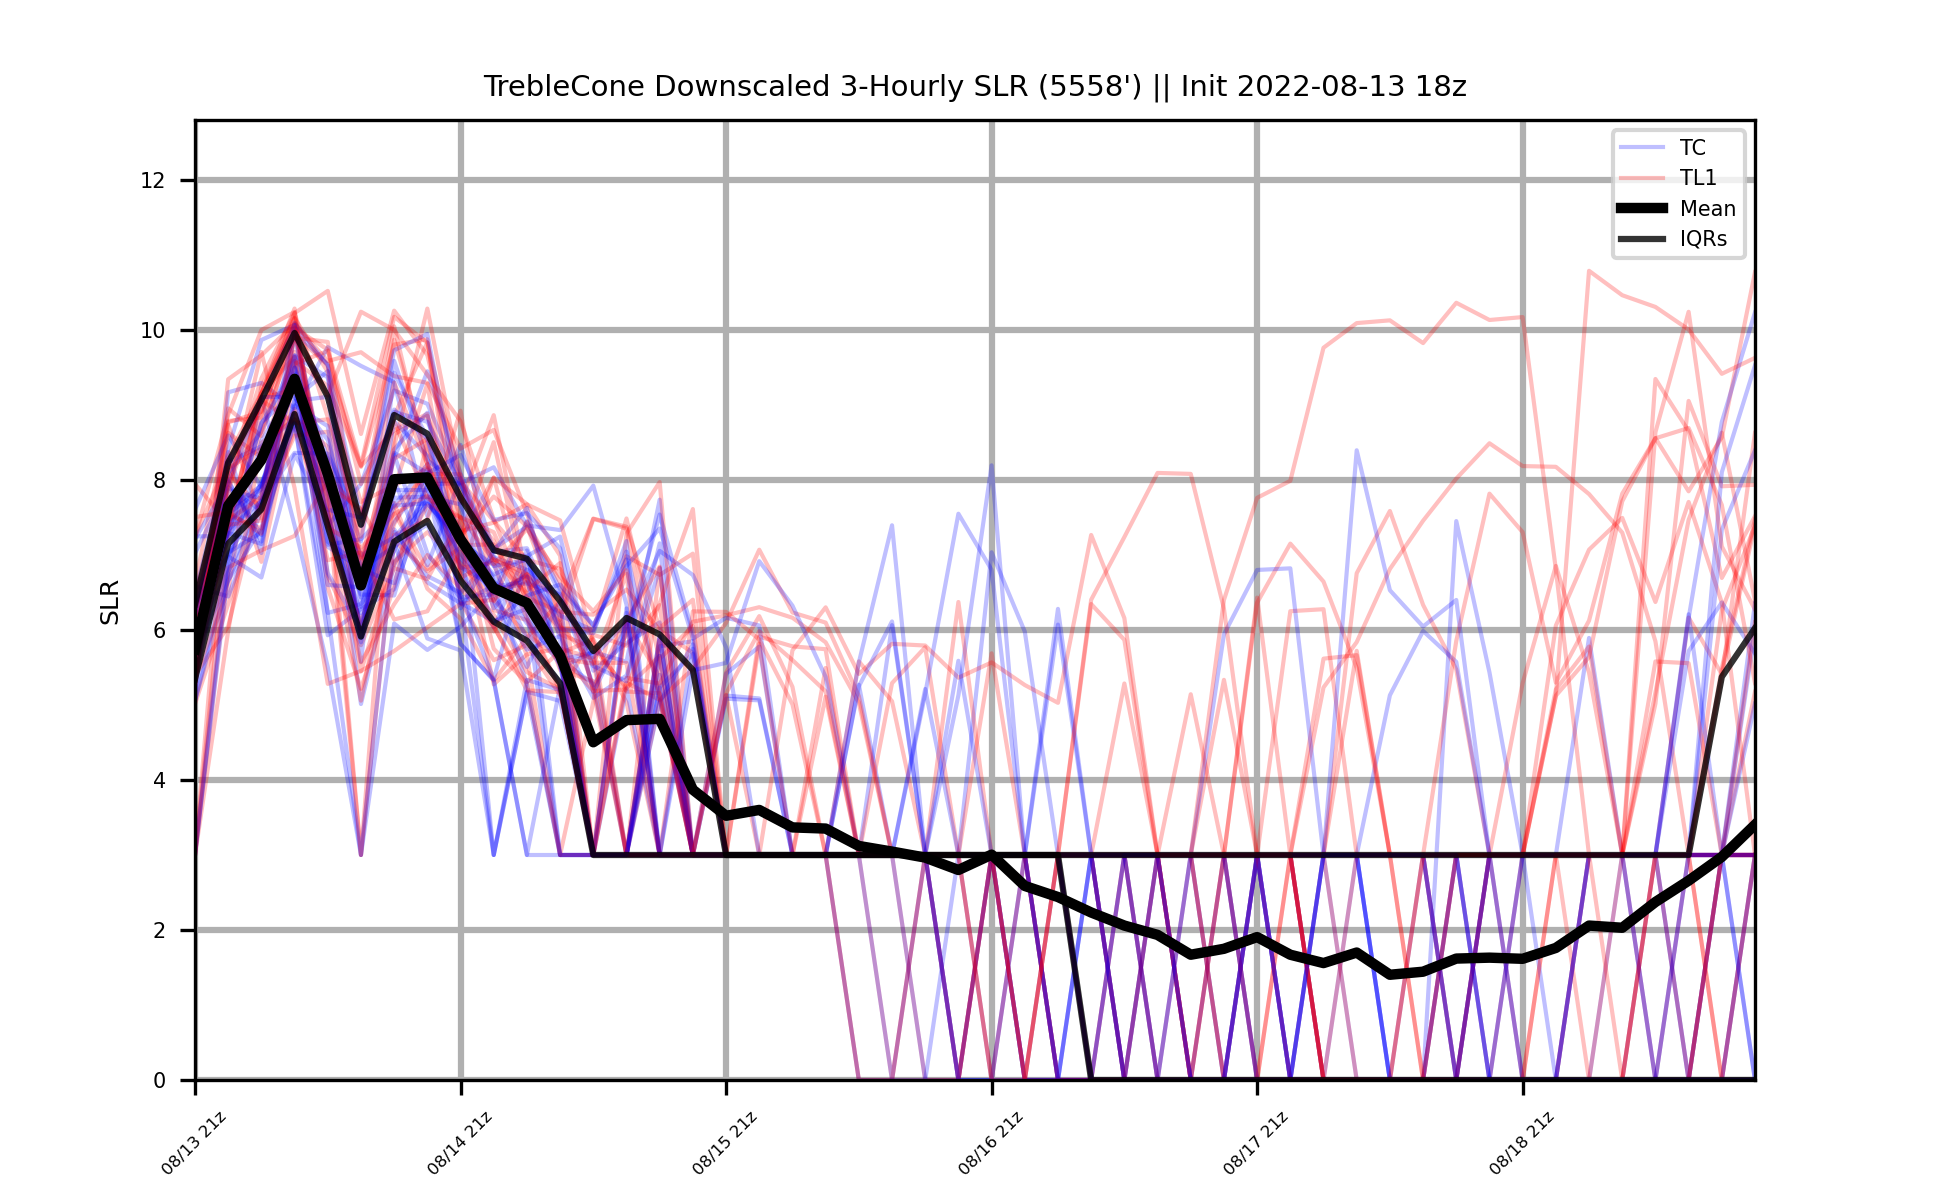 TrebleCone Downscaled 3-Hourly SLR (5558') || Init 2022-08-13 18z
TC
TL1
Mean
IQRs
SLR
12
10
8
6
4
2
0
08/13 21z
08/14 21z
08/15 21z
08/16 21z
08/17 21z
08/18 21z